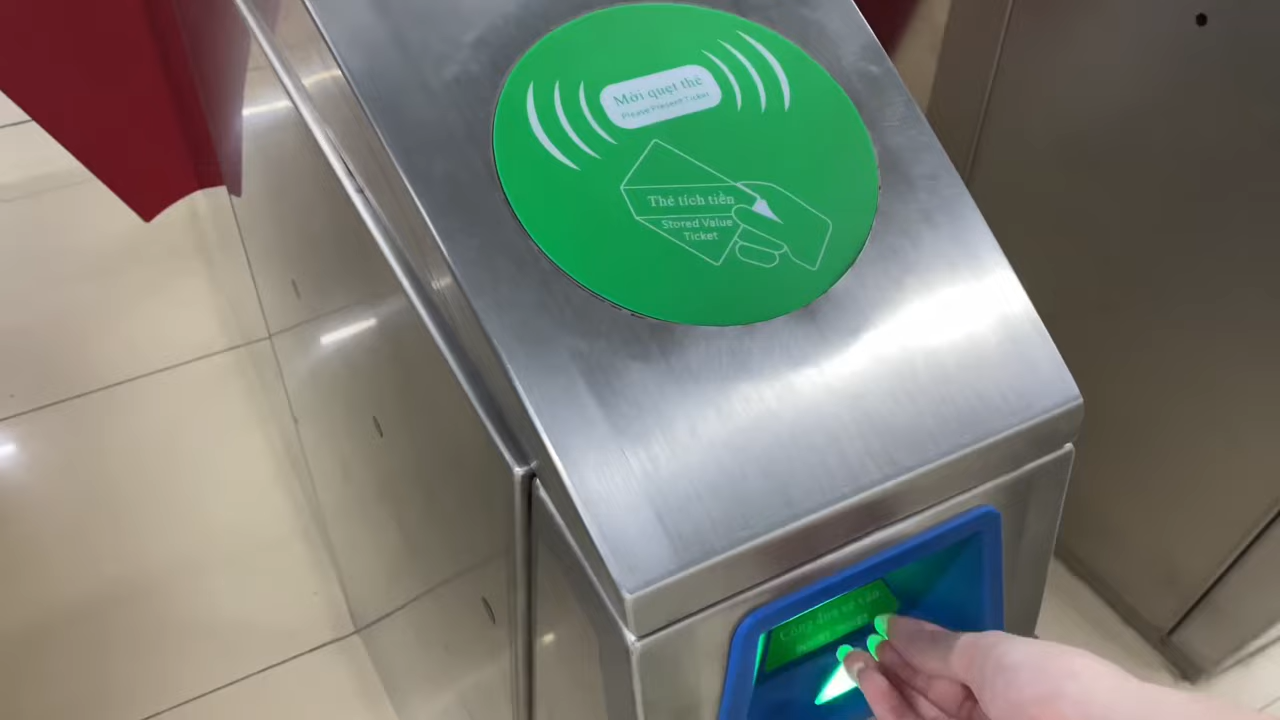 Mời quẹt thẻ
Please Present Ticket
Thẻ tích tiền
Stored Value
Ticket